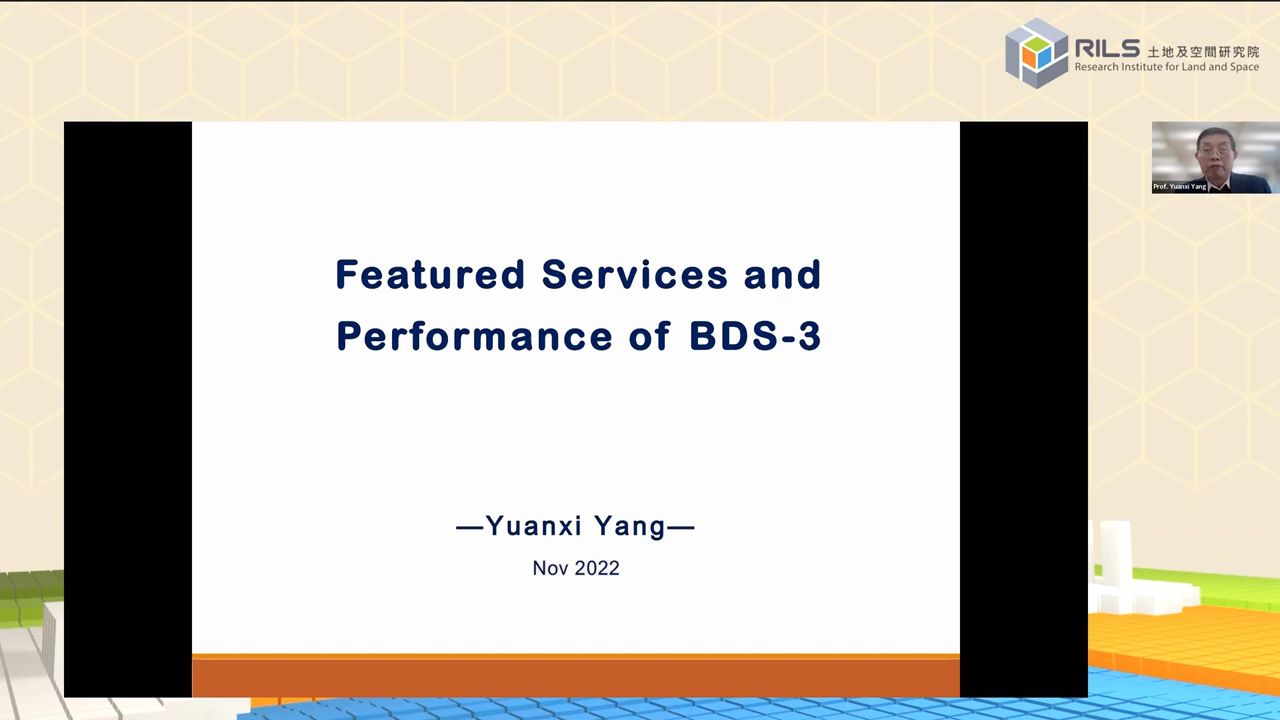 RILS 土地及空間研究院
Research Institute for Land and Space
Prof. Yuanxi Yang
Featured Services and
Performance of BDS-3
—Yuanxi Yang—
Nov 2022